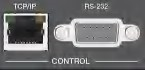 TCP/IP
RS-232
CONTROL